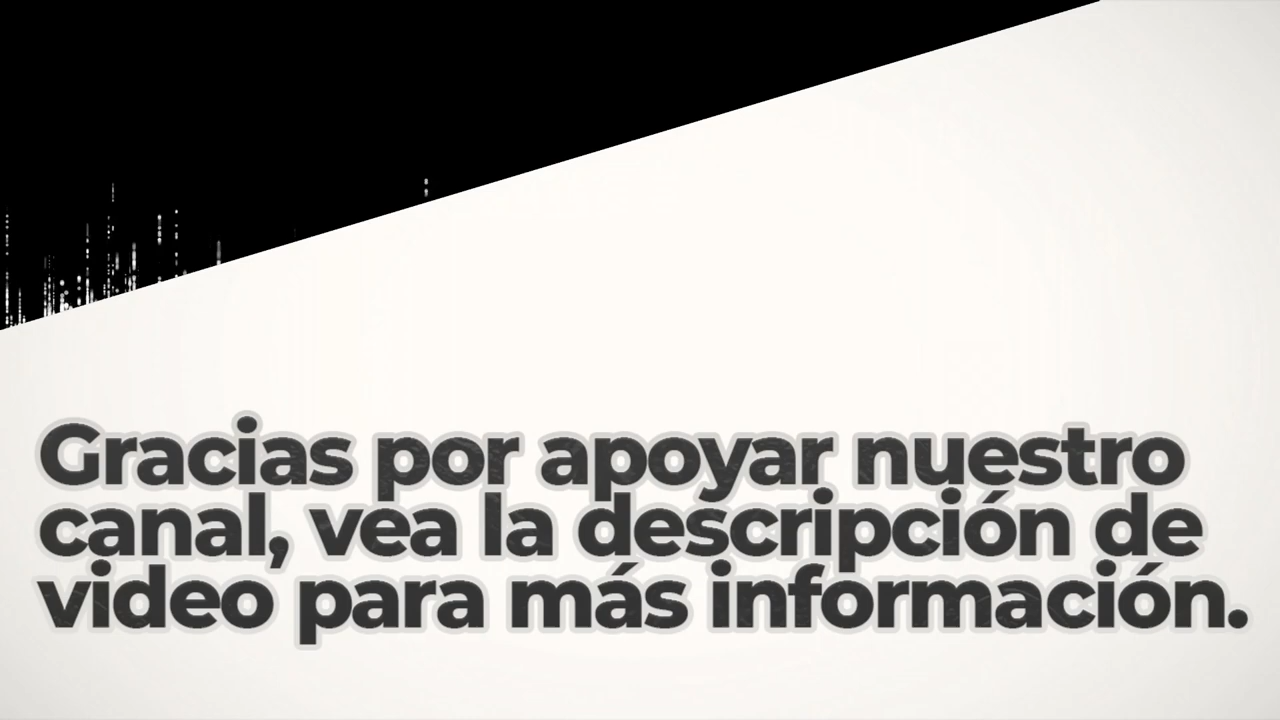 Gracias por apoyar nuestro
canal, vea la descripción de
video para más información.